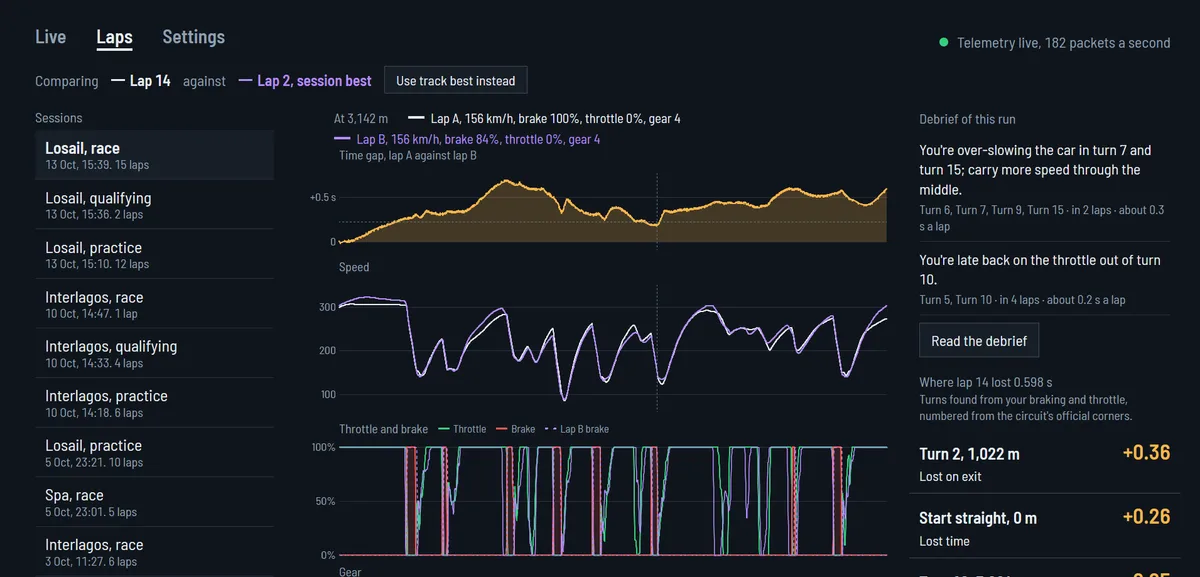 Live Laps Settings
Telemetry live, 182 packets a second
Comparing — Lap 14 against — Lap 2, session best Use track best instead
Sessions
Losail, race
13 Oct, 15:39. 15 laps
Losail, qualifying
13 Oct, 15:36. 2 laps
Losail, practice
13 Oct, 15:10. 12 laps
Interlagos, race
10 Oct, 14:47. 1 lap
Interlagos, qualifying
10 Oct, 14:33. 4 laps
Interlagos, practice
10 Oct, 14:18. 6 laps
Losail, practice
5 Oct, 23:21. 10 laps
Spa, race
5 Oct, 23:01. 5 laps
Interlagos, race
3 Oct, 11:27. 6 laps
At 3,142 m — Lap A, 156 km/h, brake 100%, throttle 0%, gear 4
— Lap B, 156 km/h, brake 84%, throttle 0%, gear 4
Time gap, lap A against lap B
+0.5 s
0
Speed
300
200
100
Throttle and brake Throttle Brake Lap B brake
100%
50%
0%
Gear
Debrief of this run
You're over-slowing the car in turn 7 and
turn 15; carry more speed through the
middle.
Turn 6, Turn 7, Turn 9, Turn 15 · in 2 laps · about 0.3
s a lap
You're late back on the throttle out of turn
10.
Turn 5, Turn 10 · in 4 laps · about 0.2 s a lap
Read the debrief
Where lap 14 lost 0.598 s
Turns found from your braking and throttle,
numbered from the circuit's official corners.
Turn 2, 1,022 m +0.36
Lost on exit
Start straight, 0 m +0.26
Lost time